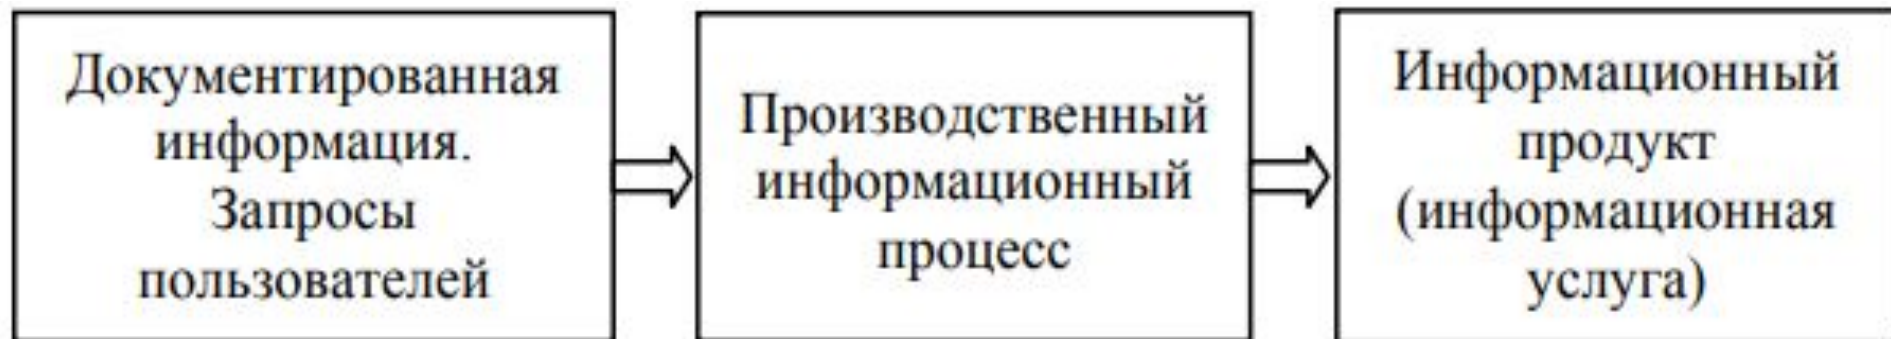 Документированная
информация.
Запросы
пользователей
Производственный
информационный
процесс
Информационный
продукт
(информационная
услуга)